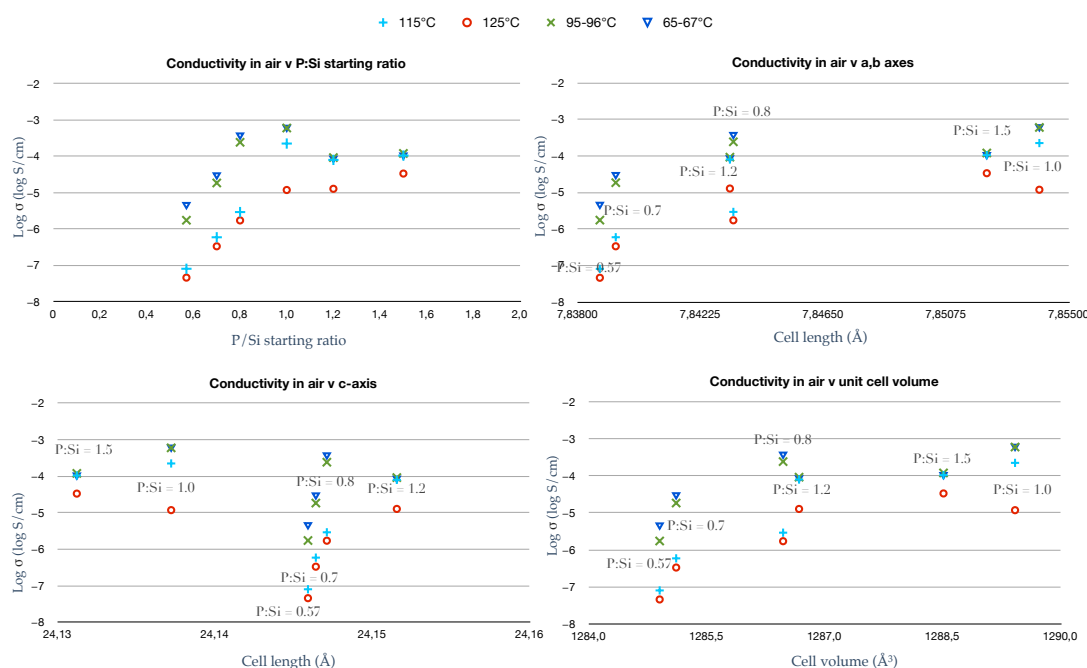 115°C 125°C 95-96°C 65-67°C
Conductivity in air v P:Si starting ratio
−2
−3
−4
−5
−6
−7
−8
Log σ (log S/cm)
0 0,2 0,4 0,6 0,8 1,0 1,2 1,4 1,6 1,8 2,0
P/Si starting ratio
Conductivity in air v a,b axes
−2
−3
−4
−5
−6
−7
−8
Log σ (log S/cm)
P:Si = 0.8
P:Si = 1.5
P:Si = 1.2
P:Si = 1.0
P:Si = 0.7
P:Si = 0.57
7,83800 7,84225 7,84650 7,85075 7,85500
Cell length (Å)
Conductivity in air v c-axis
−2
−3
−4
−5
−6
−7
−8
Log σ (log S/cm)
P:Si = 1.5
P:Si = 0.8
P:Si = 1.0
P:Si = 1.2
P:Si = 0.7
P:Si = 0.57
24,13 24,14 24,15 24,16
Cell length (Å)
Conductivity in air v unit cell volume
−2
−3
−4
−5
−6
−7
−8
Log σ (log S/cm)
P:Si = 0.8
P:Si = 1.5
P:Si = 1.2
P:Si = 1.0
P:Si = 0.7
P:Si = 0.57
1284,0 1285,5 1287,0 1288,5 1290,0
Cell volume (Å³)